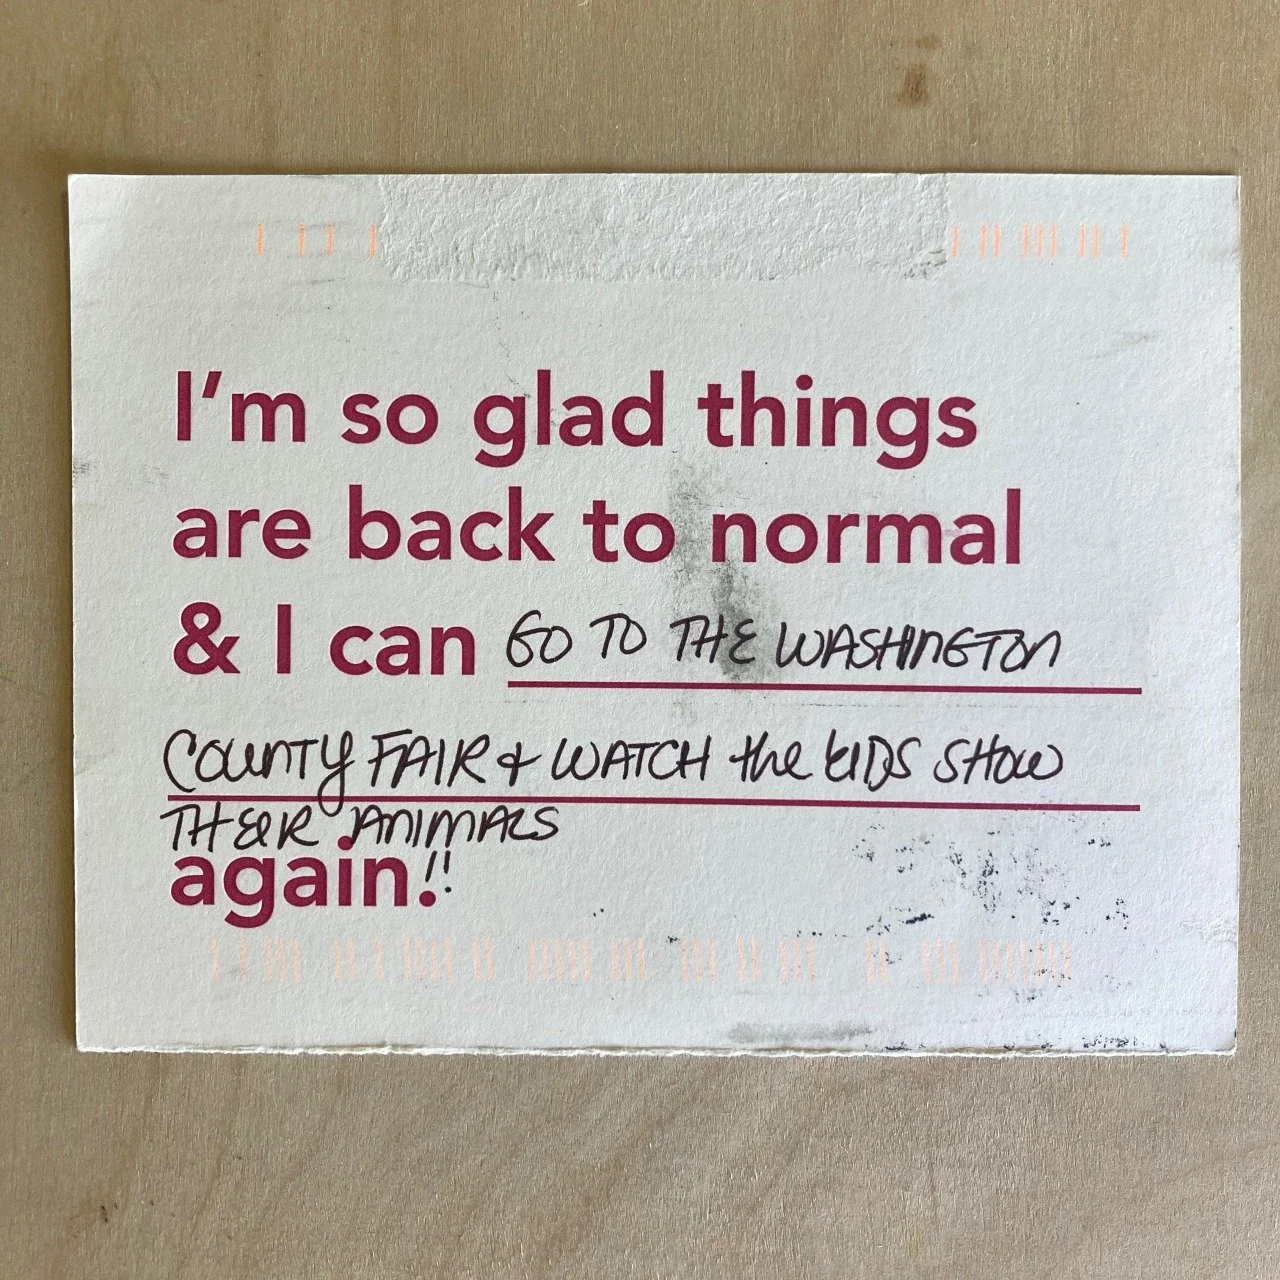 I'm so glad things
are back to normal
& I can GO TO THE WASHINGTON
COUNTY FAIR & WATCH the KIDS SHOW
THEIR ANIMALS
again.!!